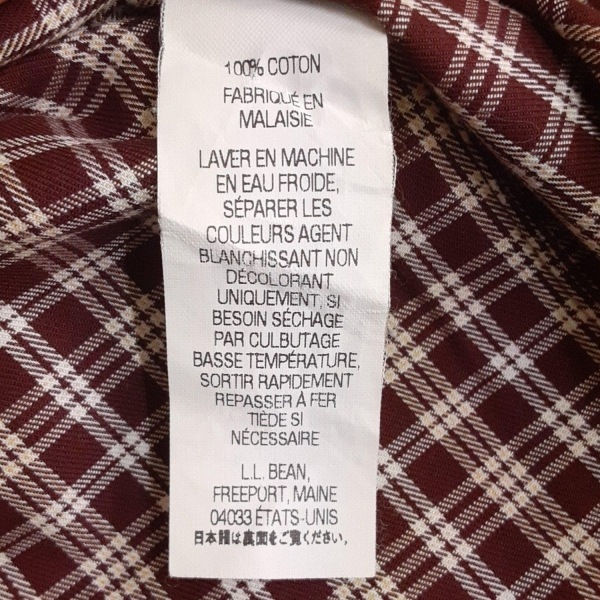 100% COTON
FABRIQUÉ EN
MALAISIE
LAVER EN MACHINE
EN EAU FROIDE,
SÉPARER LES
COULEURS AGENT
BLANCHISSANT NON
DÉCOLORANT
UNIQUEMENT, SI
BESOIN SÉCHAGE
PAR CULBUTAGE
BASSE TEMPÉRATURE,
SORTIR RAPIDEMENT
REPASSER À FER
TIÈDE SI
NÉCESSAIRE
L.L. BEAN,
FREEPORT, MAINE
04033 ÉTATS-UNIS
日本語は裏面をご覧ください。